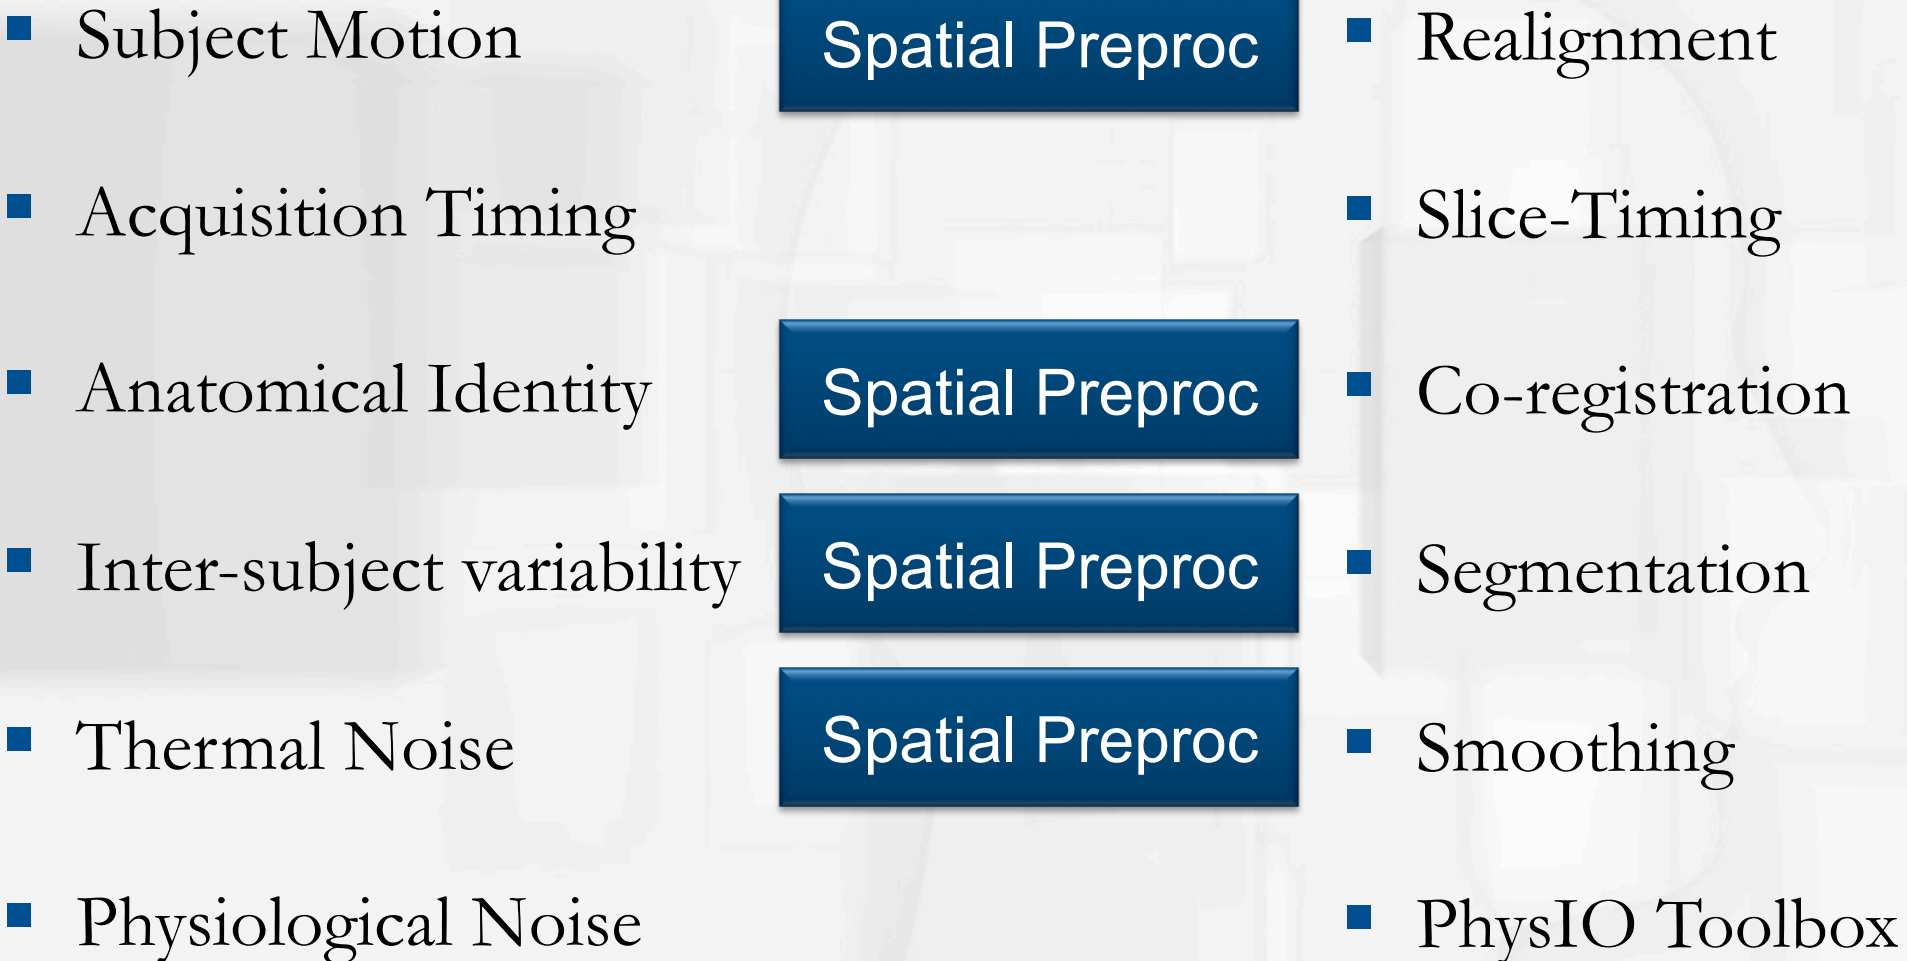 Subject Motion
Spatial Preproc
Realignment
Acquisition Timing
Slice-Timing
Anatomical Identity
Spatial Preproc
Co-registration
Inter-subject variability
Spatial Preproc
Segmentation
Thermal Noise
Spatial Preproc
Smoothing
Physiological Noise
PhysIO Toolbox